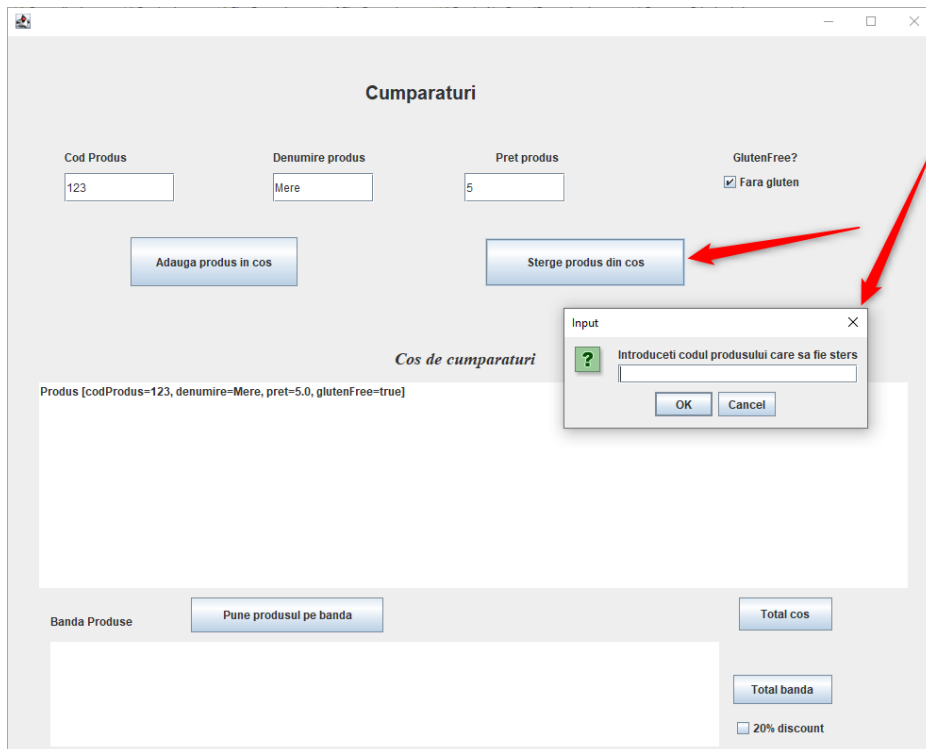 Cumparaturi
Cod Produs
Denumire produs
Pret produs
GlutenFree?
123
Mere
5
Fara gluten
Adauga produs in cos
Sterge produs din cos
Input
Introduceti codul produsului care sa fie sters
OK
Cancel
Cos de cumparaturi
Produs [codProdus=123, denumire=Mere, pret=5.0, glutenFree=true]
Banda Produse
Pune produsul pe banda
Total cos
Total banda
20% discount